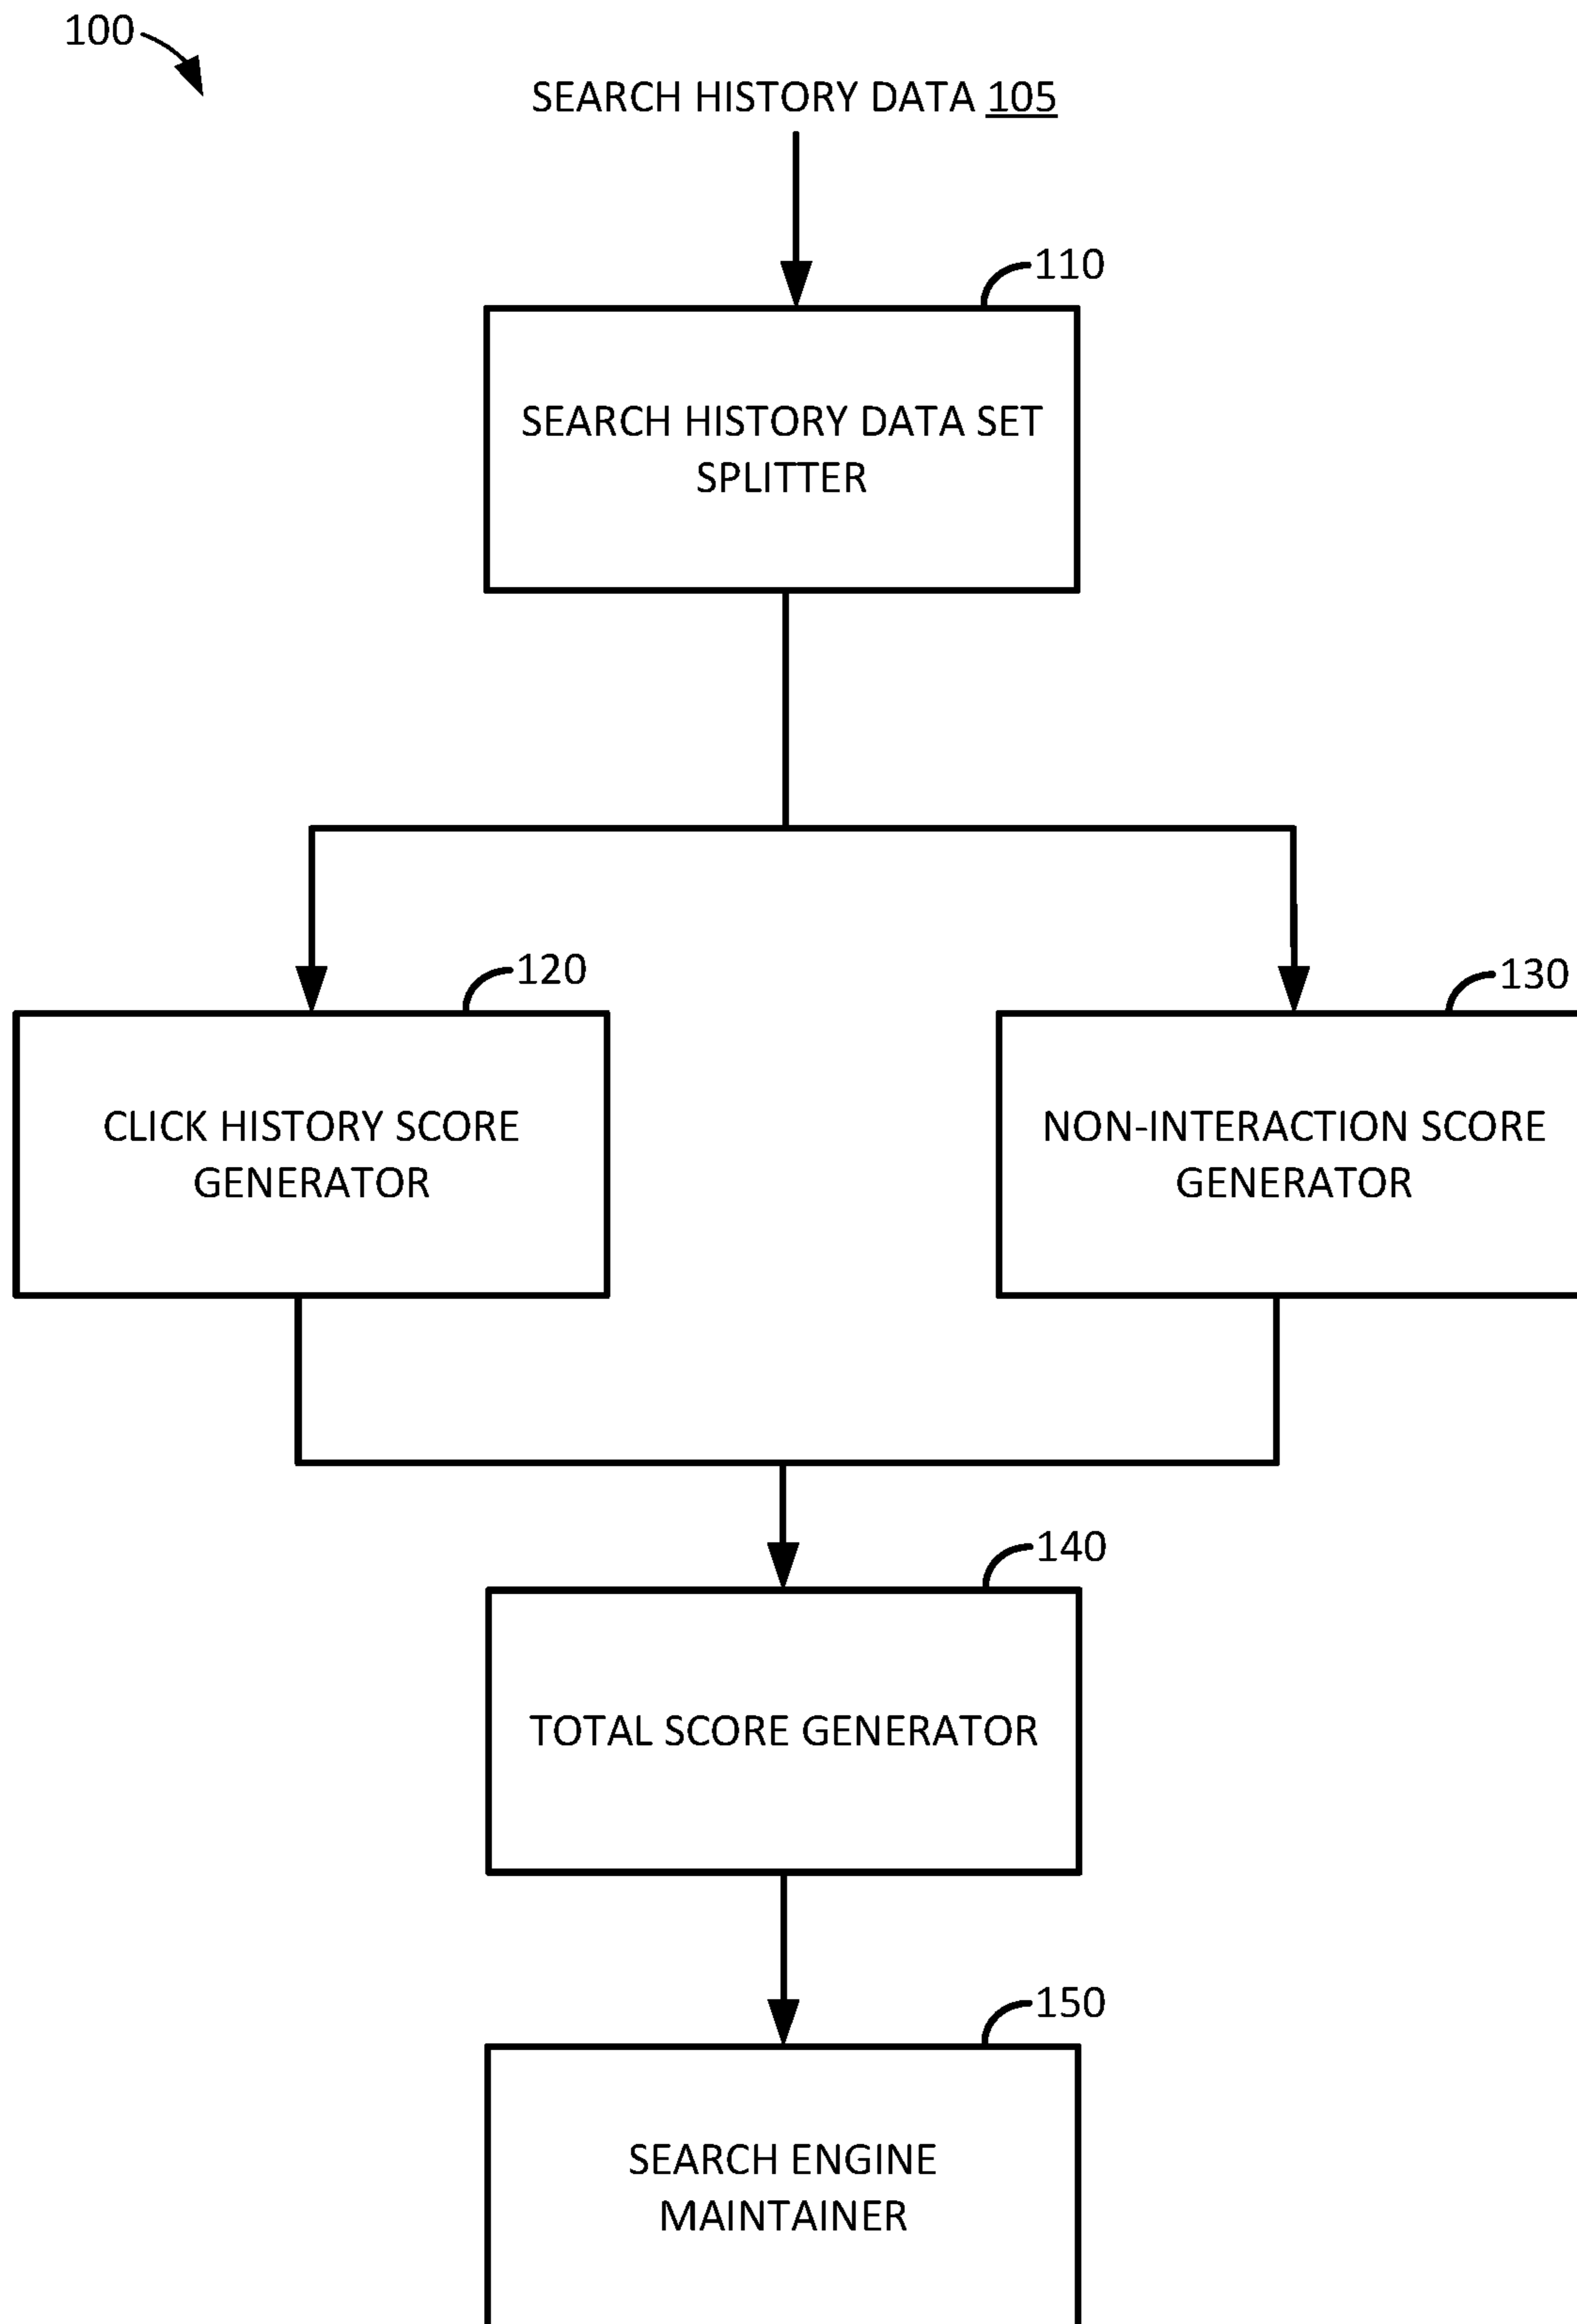 100
SEARCH HISTORY DATA 105
110
SEARCH HISTORY DATA SET
SPLITTER
120
CLICK HISTORY SCORE
GENERATOR
130
NON-INTERACTION SCORE
GENERATOR
140
TOTAL SCORE GENERATOR
150
SEARCH ENGINE
MAINTAINER